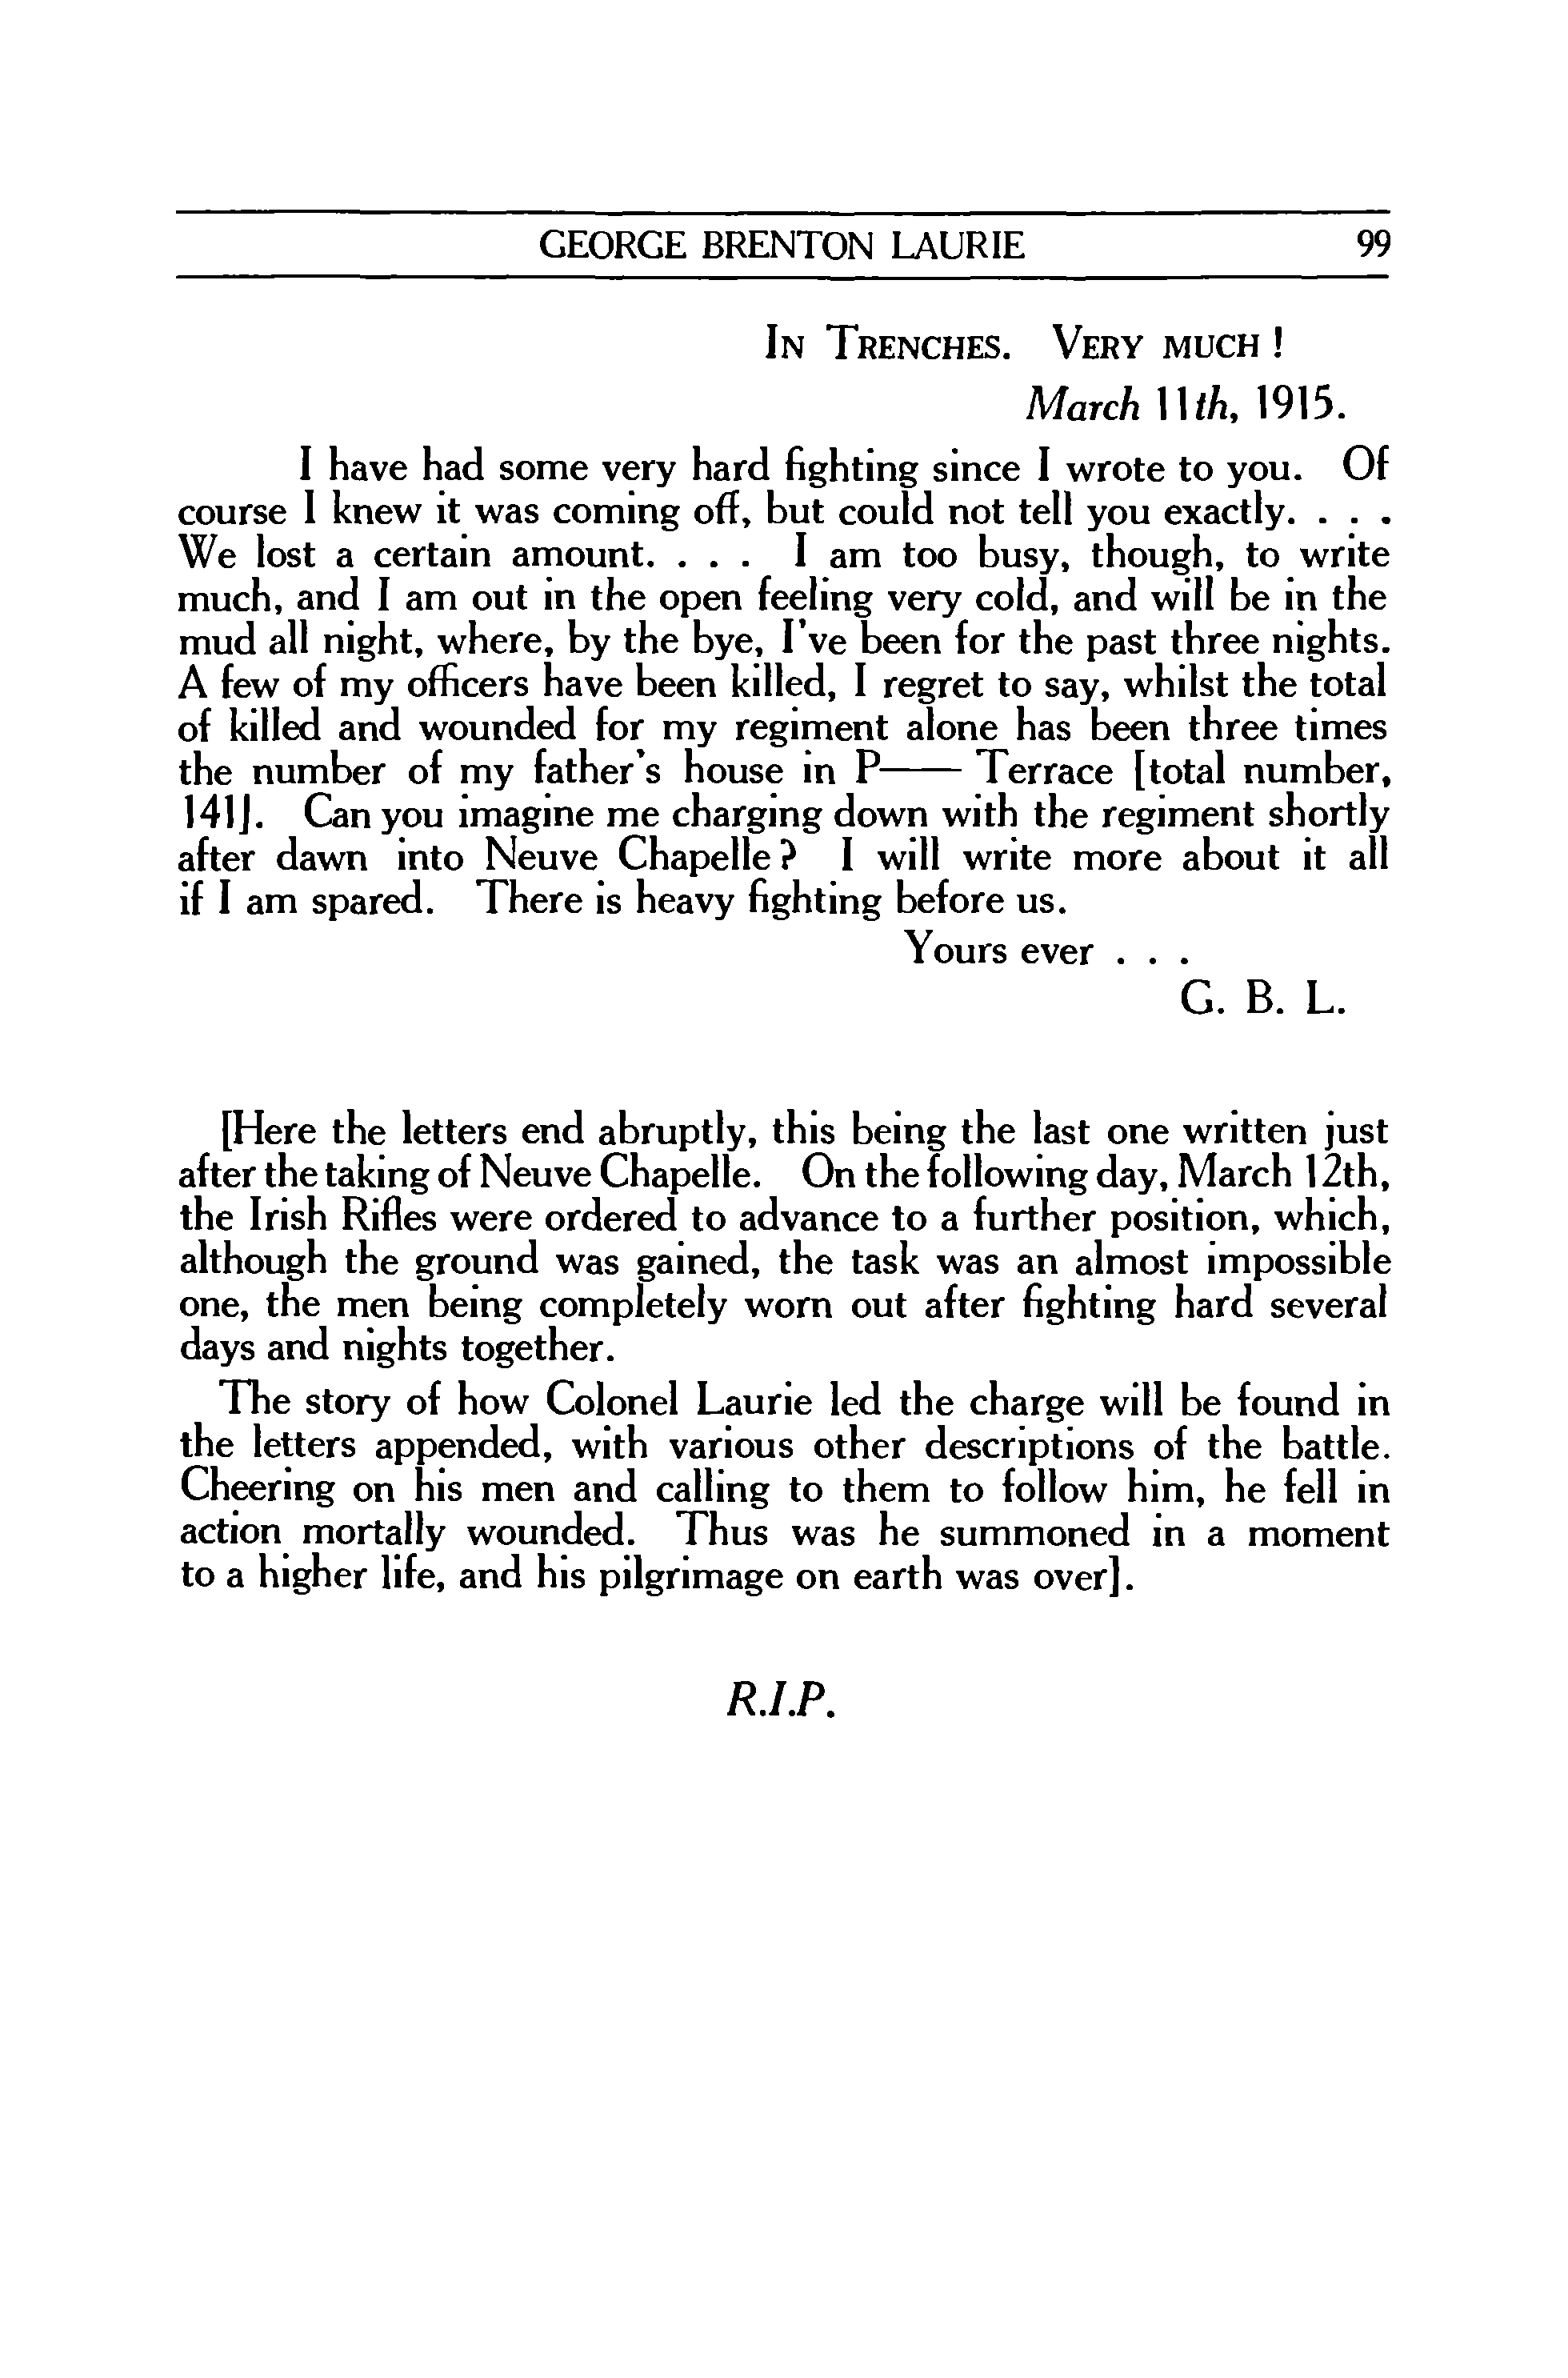 GEORGE BRENTON LAURIE 99
IN TRENCHES. VERY MUCH !
March 11th, 1915.
I have had some very hard fighting since I wrote to you. Of
course I knew it was coming off, but could not tell you exactly. . . .
We lost a certain amount. . . . I am too busy, though, to write
much, and I am out in the open feeling very cold, and will be in the
mud all night, where, by the bye, I've been for the past three nights.
A few of my officers have been killed, I regret to say, whilst the total
of killed and wounded for my regiment alone has been three times
the number of my father's house in P—— Terrace [total number,
141]. Can you imagine me charging down with the regiment shortly
after dawn into Neuve Chapelle? I will write more about it all
if I am spared. There is heavy fighting before us.
Yours ever . . .
G. B. L.
[Here the letters end abruptly, this being the last one written just
after the taking of Neuve Chapelle. On the following day, March 12th,
the Irish Rifles were ordered to advance to a further position, which,
although the ground was gained, the task was an almost impossible
one, the men being completely worn out after fighting hard several
days and nights together.
The story of how Colonel Laurie led the charge will be found in
the letters appended, with various other descriptions of the battle.
Cheering on his men and calling to them to follow him, he fell in
action mortally wounded. Thus was he summoned in a moment
to a higher life, and his pilgrimage on earth was over].
R.I.P.